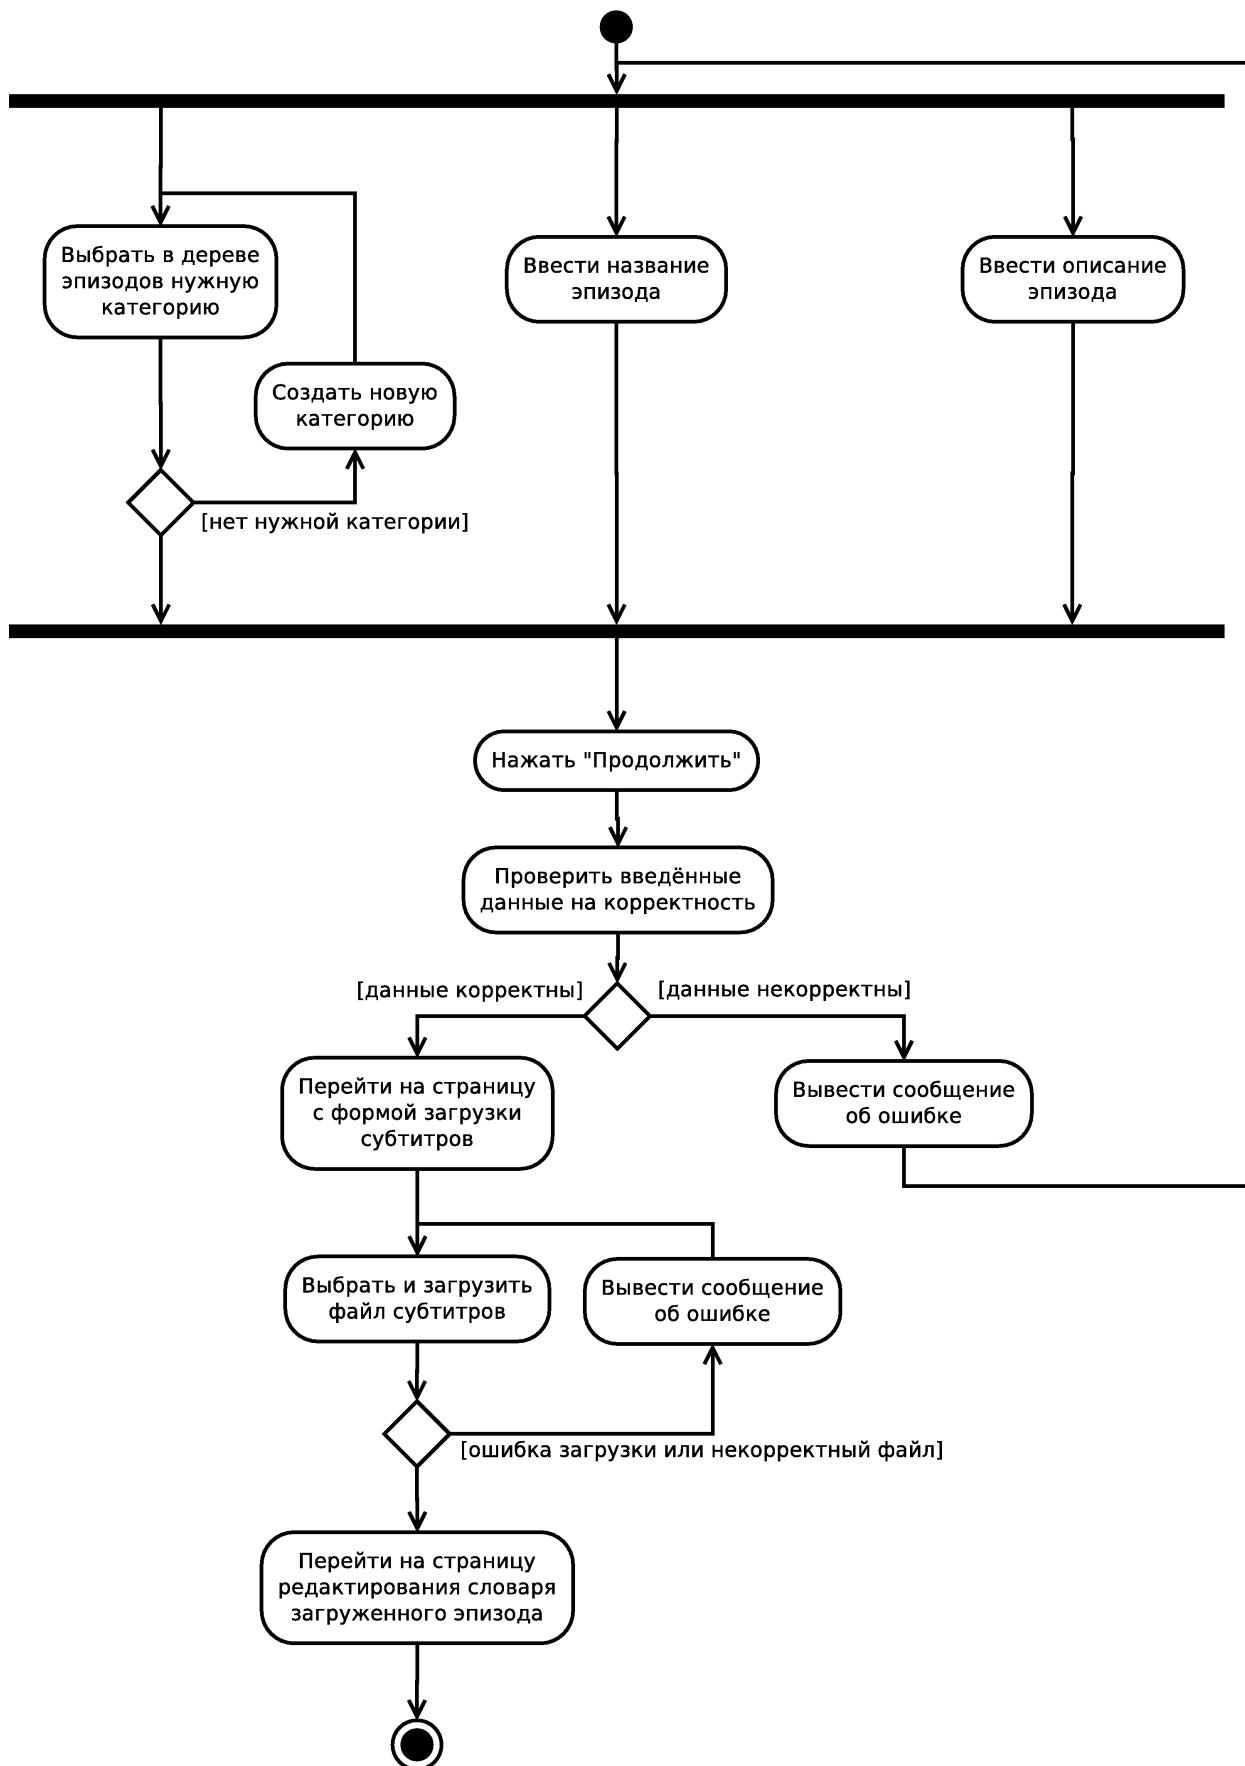 Выбрать в дереве
эпизодов нужную
категорию
Ввести название
эпизода
Ввести описание
эпизода
Создать новую
категорию
[нет нужной категории]
Нажать "Продолжить"
Проверить введённые
данные на корректность
[данные корректны]
[данные некорректны]
Перейти на страницу
с формой загрузки
субтитров
Вывести сообщение
об ошибке
Выбрать и загрузить
файл субтитров
Вывести сообщение
об ошибке
[ошибка загрузки или некорректный файл]
Перейти на страницу
редактирования словаря
загруженного эпизода